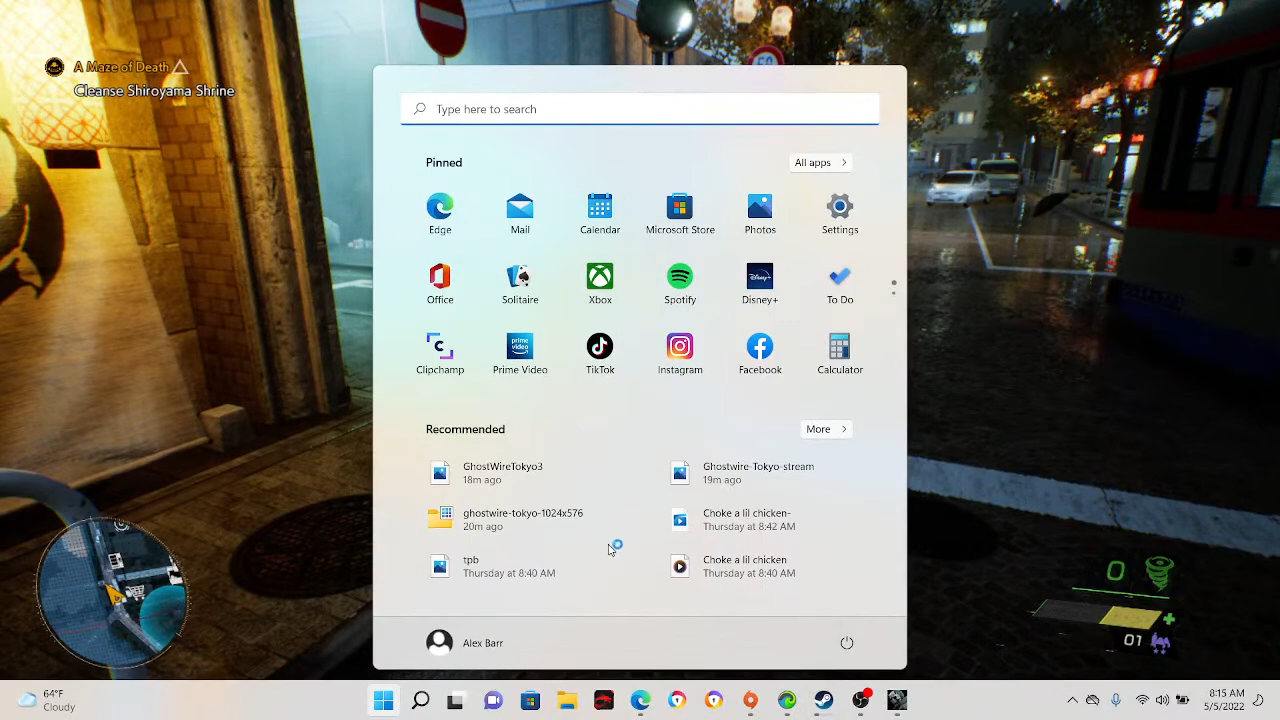 A Maze of Death
Cleanse Shiroyama Shrine
Type here to search
Pinned
All apps
Edge
Mail
Calendar
Microsoft Store
Photos
Settings
Office
Solitaire
Xbox
Spotify
Disney+
To Do
Clipchamp
Prime Video
TikTok
Instagram
Facebook
Calculator
Recommended
More
GhostWireTokyo3
18m ago
Ghostwire-Tokyo-stream
19m ago
ghostwire-tokyo-1024x576
20m ago
Choke a lil chicken-
Thursday at 8:42 AM
tpb
Thursday at 8:40 AM
Choke a lil chicken
Thursday at 8:40 AM
Alex Barr
0
01
64°F
Cloudy
8:15 AM
5/5/2022